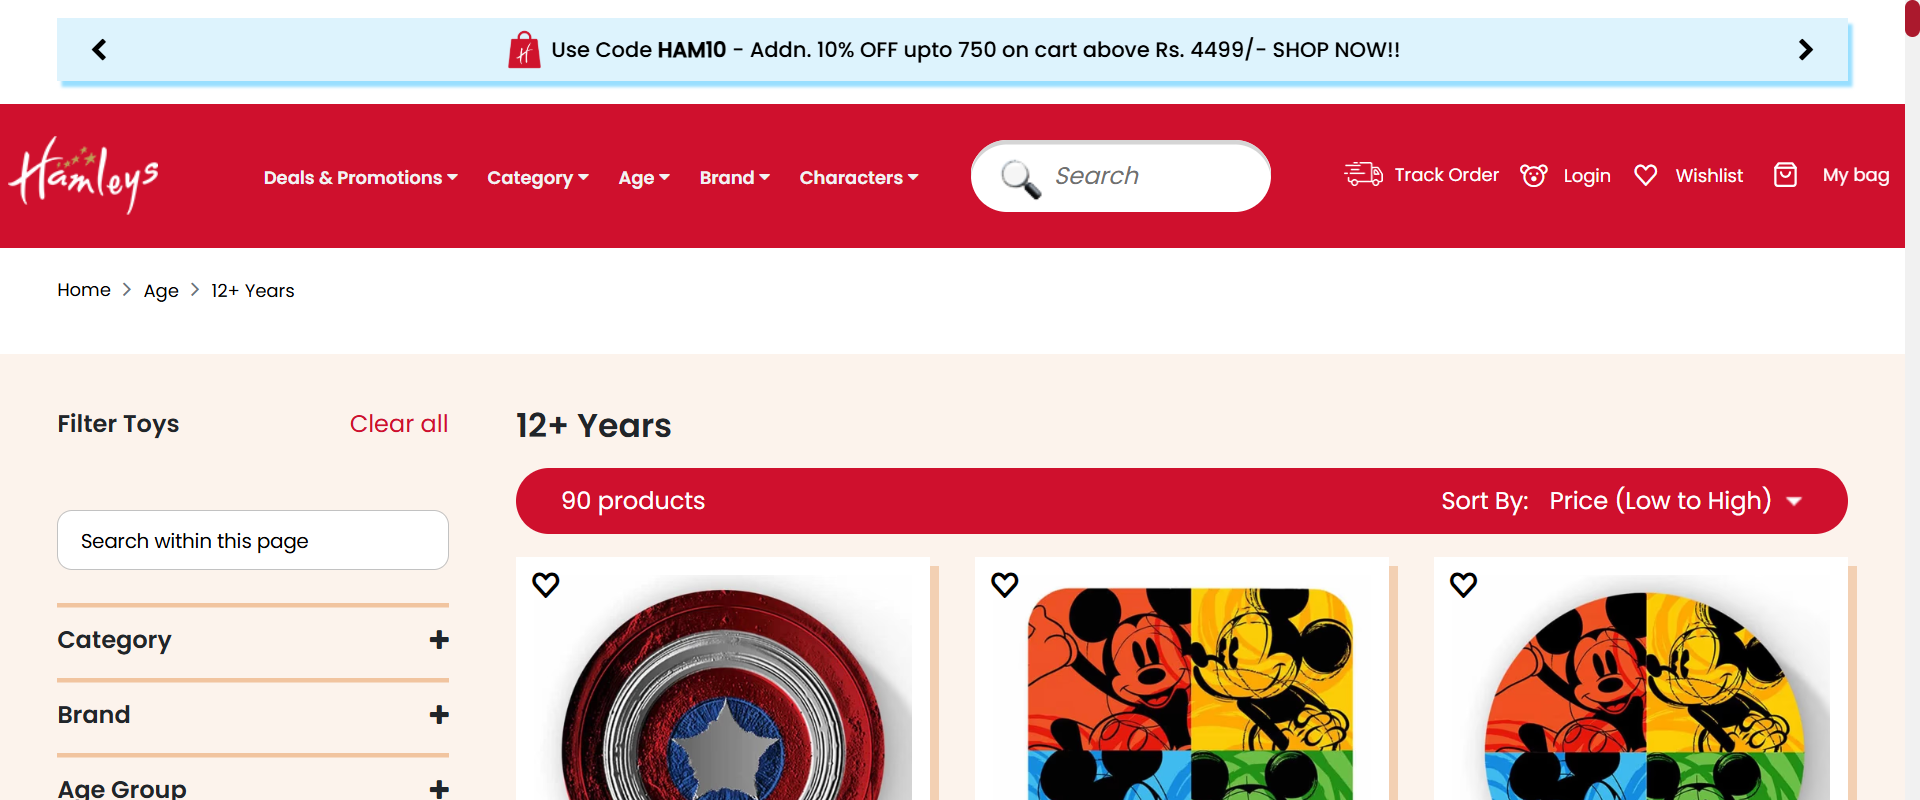 Use Code HAM10 - Addn. 10% OFF upto 750 on cart above Rs. 4499/- SHOP NOW!!
Hamleys
Deals & Promotions
Category
Age
Brand
Characters
Search
Track Order
Login
Wishlist
My bag
Home > Age > 12+ Years
Filter Toys
Clear all
Search within this page
Category
Brand
Age Group
12+ Years
90 products
Sort By: Price (Low to High)